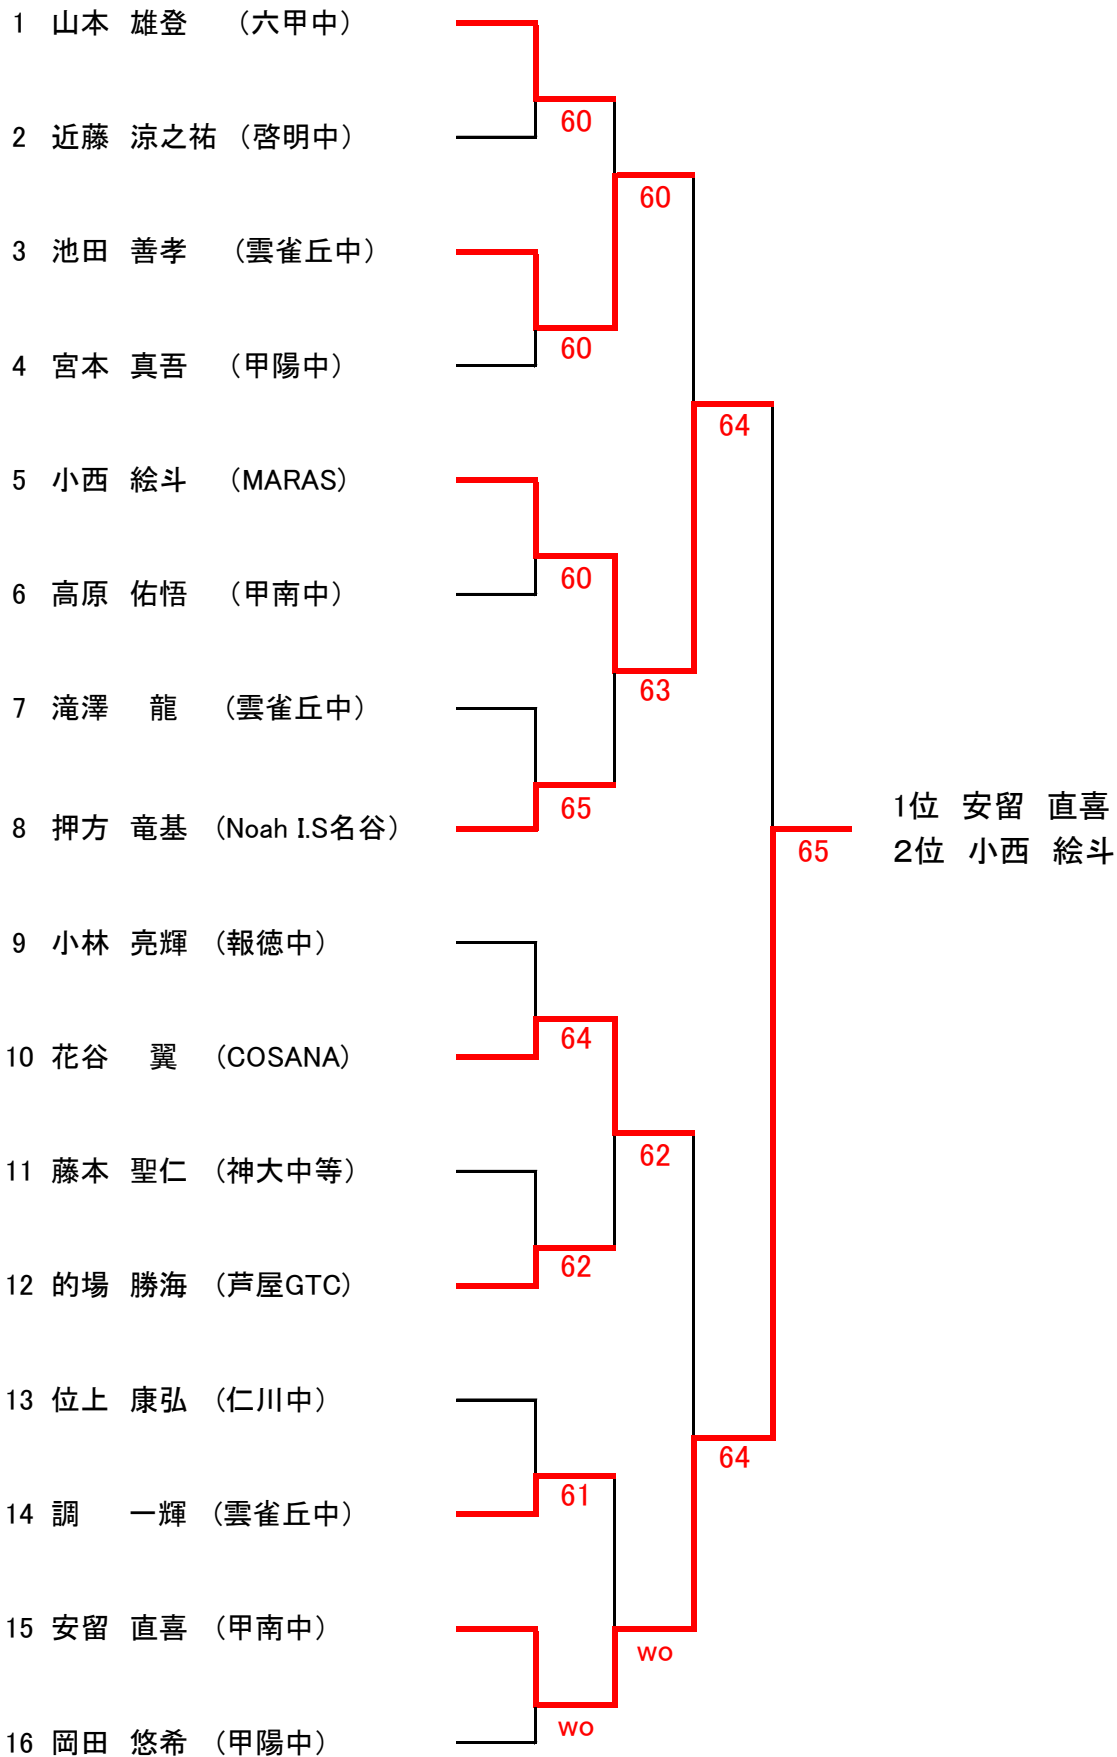 1 山本 雄登 （六甲中）
60
2 近藤 涼之祐 （啓明中）
60
3 池田 善孝 （雲雀丘中）
60
4 宮本 真吾 （甲陽中）
64
5 小西 絵斗 （MARAS）
60
6 高原 佑悟 （甲南中）
63
7 滝澤 龍 （雲雀丘中）
65
8 押方 竜基 （Noah I.S名谷）
1位 安留 直喜
65
2位 小西 絵斗
9 小林 亮輝 （報徳中）
64
10 花谷 翼 （COSANA）
62
11 藤本 聖仁 （神大中等）
62
12 的場 勝海 （芦屋GTC）
13 位上 康弘 （仁川中）
64
61
14 調 一輝 （雲雀丘中）
15 安留 直喜 （甲南中）
wo
wo
16 岡田 悠希 （甲陽中）